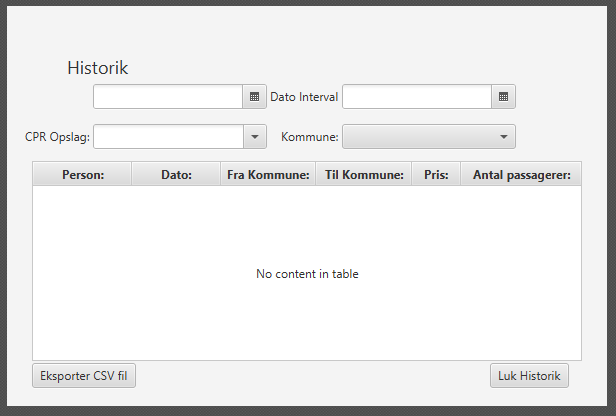 Historik
Dato Interval
CPR Opslag: Kommune:
Person: Dato: Fra Kommune: Til Kommune: Pris: Antal passagerer:
No content in table
Eksporter CSV fil Luk Historik